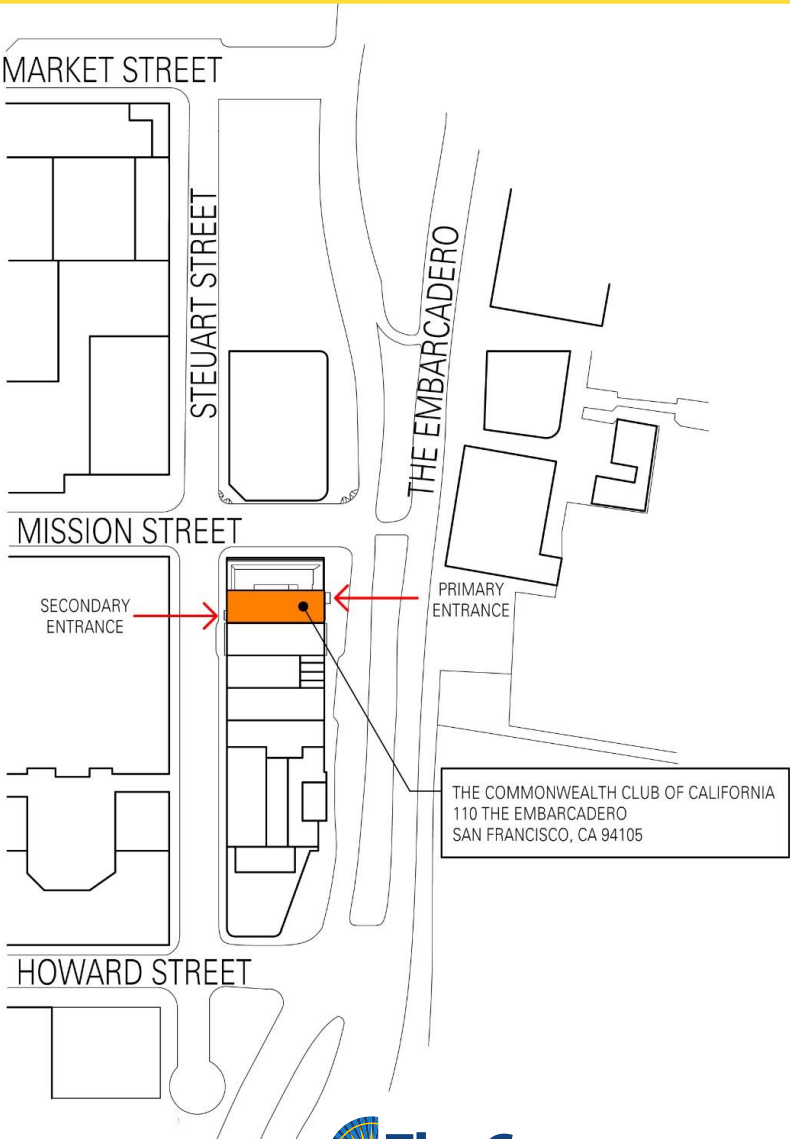 MARKET STREET
STEUART STREET
THE EMBARCADERO
MISSION STREET
SECONDARY
ENTRANCE
PRIMARY
ENTRANCE
THE COMMONWEALTH CLUB OF CALIFORNIA
110 THE EMBARCADERO
SAN FRANCISCO, CA 94105
HOWARD STREET